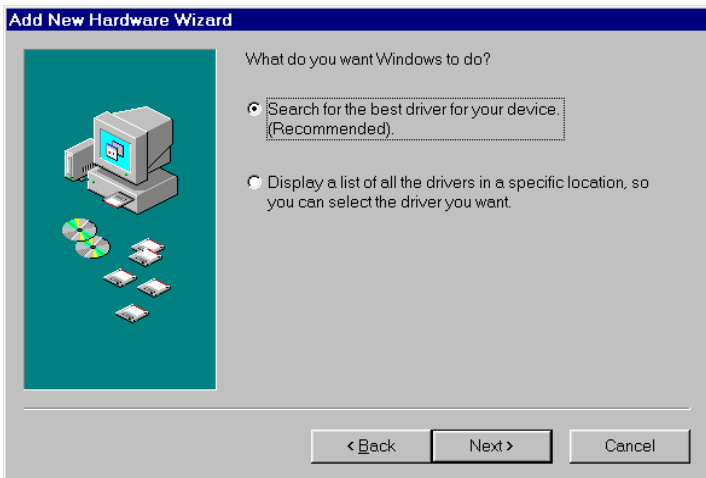 Add New Hardware Wizard
What do you want Windows to do?
Search for the best driver for your device.
(Recommended).
Display a list of all the drivers in a specific location, so
you can select the driver you want.
< Back
Next >
Cancel